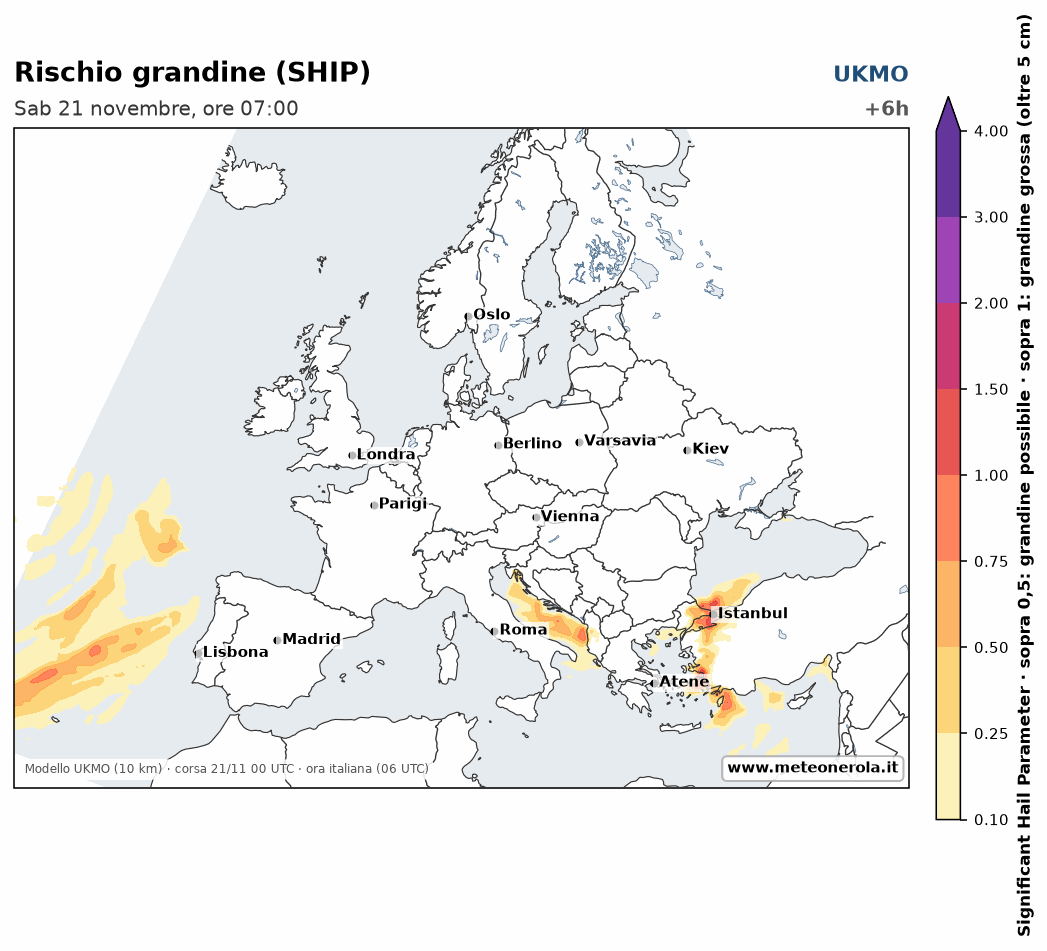 Rischio grandine (SHIP)
UKMO
Sab 21 novembre, ore 07:00
+6h
Oslo
Berlino
Varsavia
Kiev
Londra
Parigi
Vienna
Istanbul
Roma
Madrid
Lisbona
Atene
Modello UKMO (10 km) · corsa 21/11 00 UTC · ora italiana (06 UTC)
www.meteonerola.it
4.00
3.00
2.00
1.50
1.00
0.75
0.50
0.25
0.10
Significant Hail Parameter · sopra 0,5: grandine possibile · sopra 1: grandine grossa (oltre 5 cm)